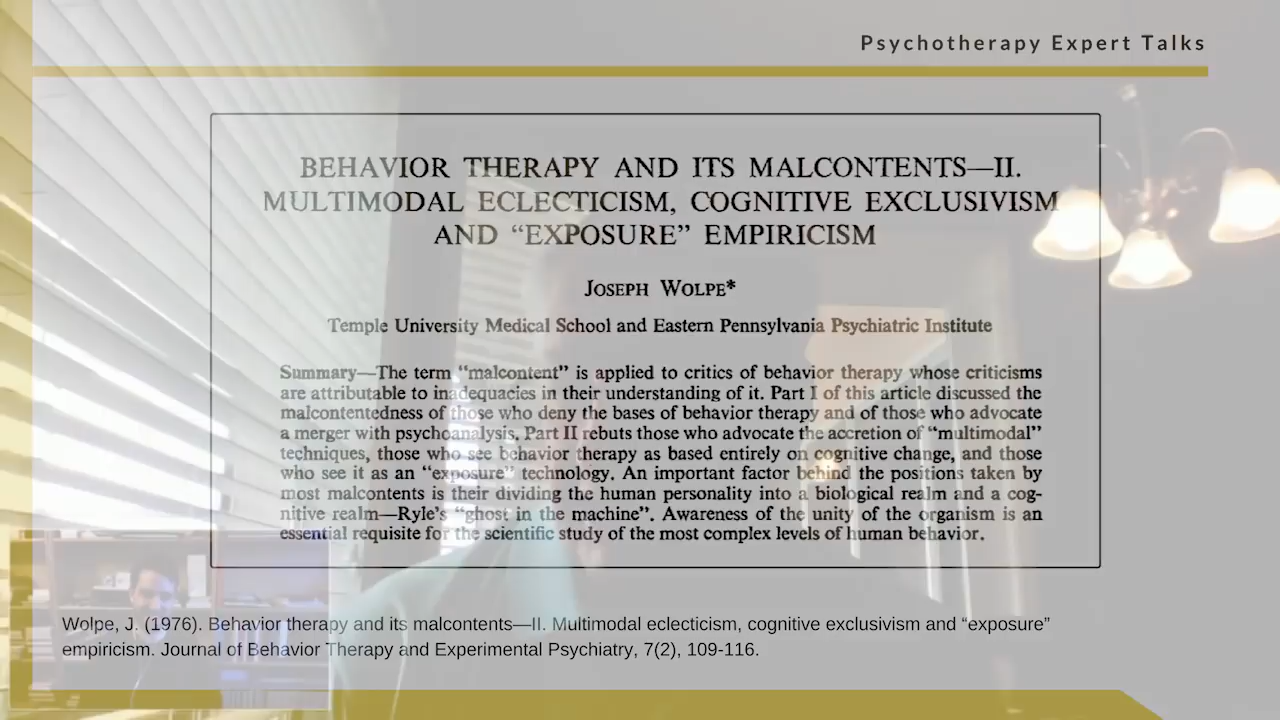 Psychotherapy Expert Talks
BEHAVIOR THERAPY AND ITS MALCONTENTS—II.
MULTIMODAL ECLECTICISM, COGNITIVE EXCLUSIVISM
AND “EXPOSURE” EMPIRICISM
JOSEPH WOLPE*
Temple University Medical School and Eastern Pennsylvania Psychiatric Institute
Summary—The term “malcontent” is applied to critics of behavior therapy whose criticisms
are attributable to inadequacies in their understanding of it. Part I of this article discussed the
malcontentedness of those who deny the bases of behavior therapy and of those who advocate
a merger with psychoanalysis. Part II rebuts those who advocate the accretion of “multimodal”
techniques, those who see behavior therapy as based entirely on cognitive change, and those
who see it as an “exposure” technology. An important factor behind the positions taken by
most malcontents is their dividing the human personality into a biological realm and a cog-
nitive realm—Ryle’s “ghost in the machine”. Awareness of the unity of the organism is an
essential requisite for the scientific study of the most complex levels of human behavior.
Wolpe, J. (1976). Behavior therapy and its malcontents—II. Multimodal eclecticism, cognitive exclusivism and “exposure”
empiricism. Journal of Behavior Therapy and Experimental Psychiatry, 7(2), 109-116.